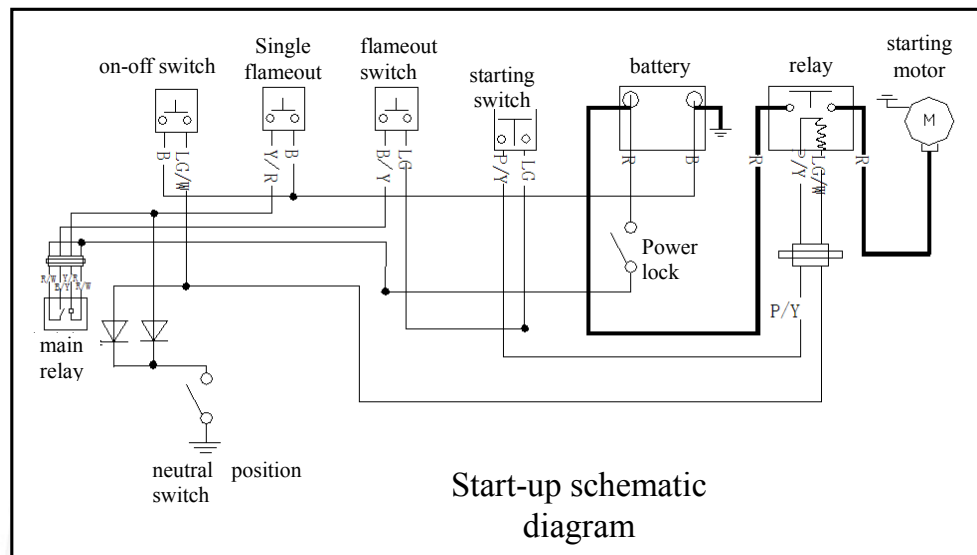 on-off switch
Single
flameout
flameout
switch
starting
switch
battery
relay
starting
motor
M
B
LG/W
Y/R
B
B/Y
LG
P/Y
LG
R
B
R
P/Y
LG/W
R
Power
lock
R/W
B/Y
Y/R
R/W
P/Y
main
relay
neutral position
switch
Start-up schematic
diagram